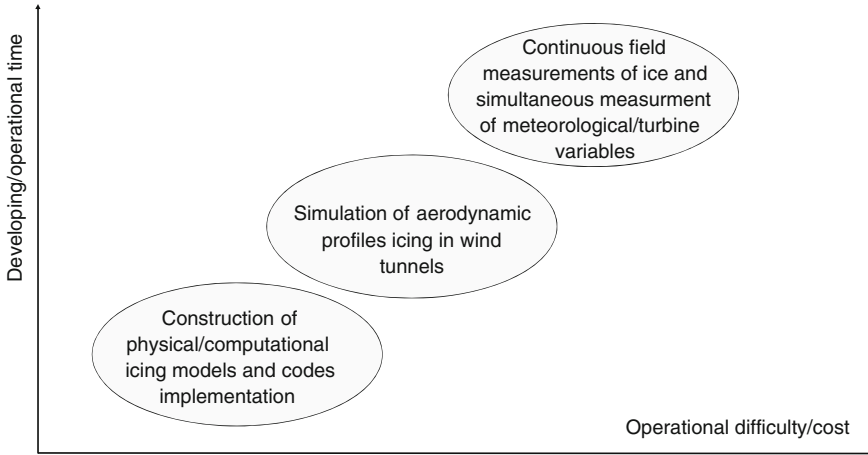 Developing/operational time
Continuous field
measurements of ice and
simultaneous measurment
of meteorological/turbine
variables
Simulation of aerodynamic
profiles icing in wind
tunnels
Construction of
physical/computational
icing models and codes
implementation
Operational difficulty/cost